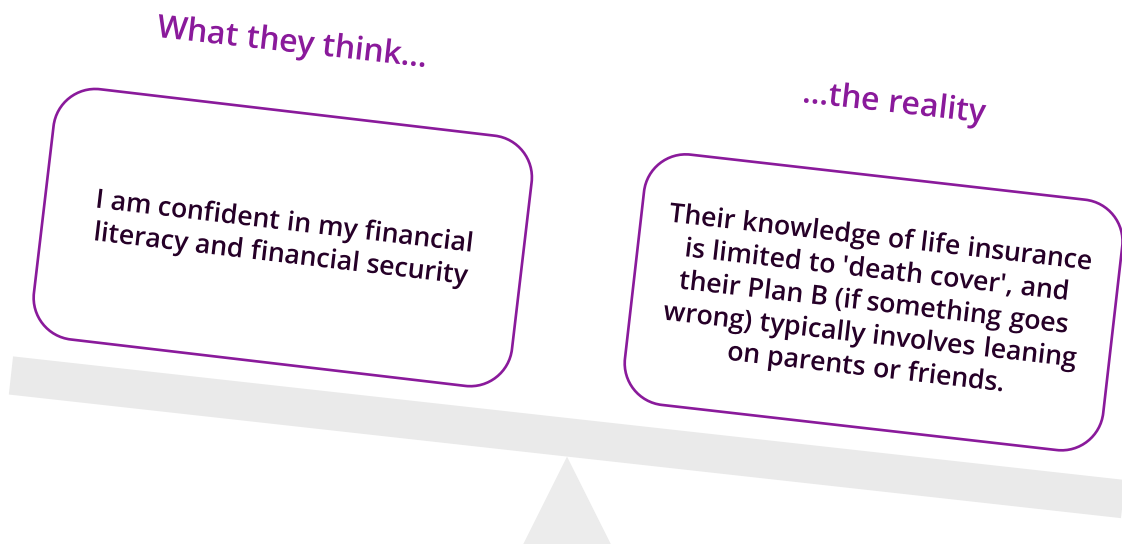 What they think...
I am confident in my financial
literacy and financial security
...the reality
Their knowledge of life insurance
is limited to 'death cover', and
their Plan B (if something goes
wrong) typically involves leaning
on parents or friends.